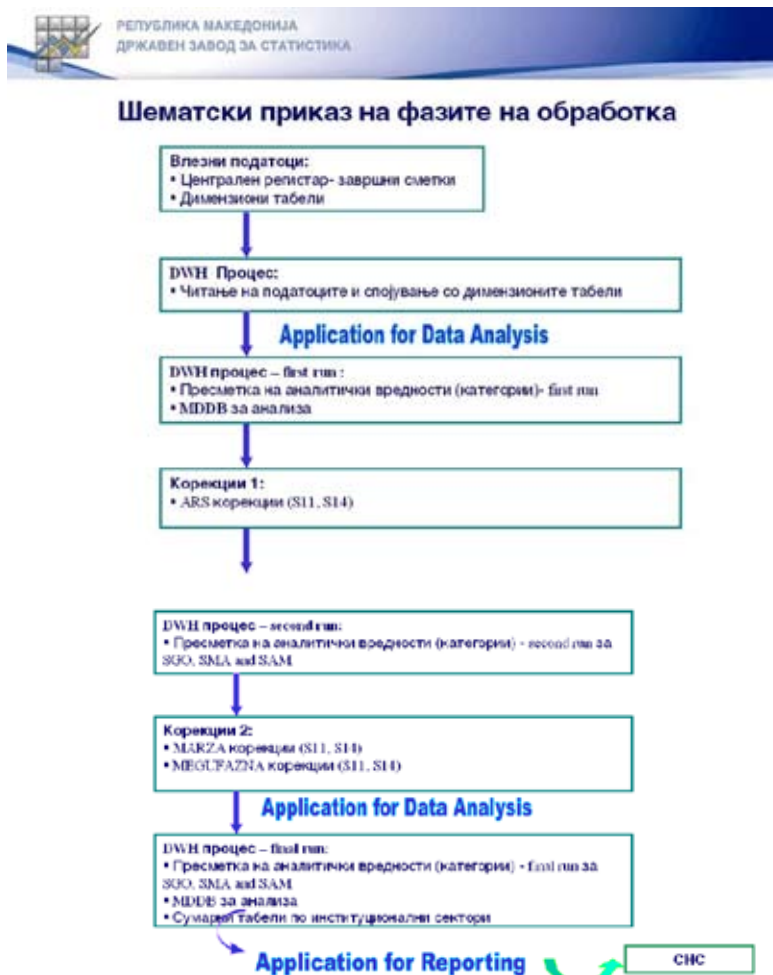 РЕПУБЛИКА МАКЕДОНИЈА
ДРЖАВЕН ЗАВОД ЗА СТАТИСТИКА
Шематски приказ на фазите на обработка
Влезни податоци:
• Централен регистар- завршни сметки
• Димензиони табели
DWH Процес:
• Читање на податоците и спојување со димензионите табели
Application for Data Analysis
DWH процес – first run :
• Пресметка на аналитички вредности (категории)- first run
• MDDB за анализа
Корекции 1:
• ARS корекции (S11, S14)
DWH процес – second run:
• Пресметка на аналитички вредности (категории) - second run за
SGO, SMA and SAM
Корекции 2:
• MARZA корекции (S11, S14)
• MEGUFAZNA корекции (S11, S14)
Application for Data Analysis
DWH процес – final run:
• Пресметка на аналитички вредности (категории) - final run за
SGO, SMA and SAM
• MDDB за анализа
• Сумарни табели по институционални сектори
Application for Reporting
СНС